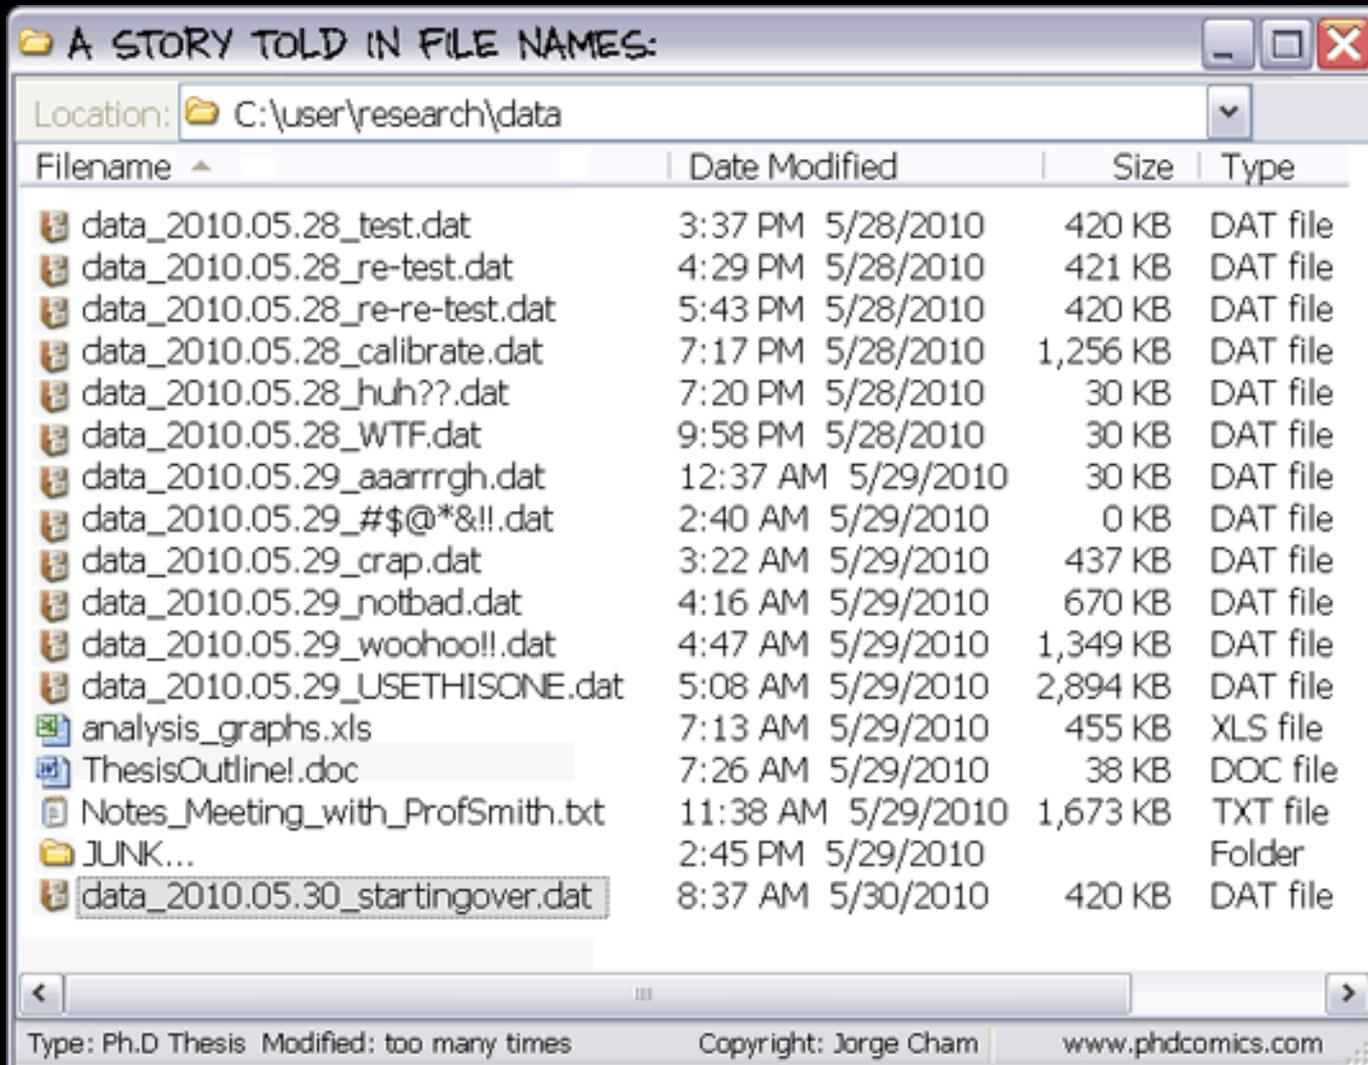 A STORY TOLD IN FILE NAMES:
Location: C:\user\research\data
Filename Date Modified Size Type
data_2010.05.28_test.dat 3:37 PM 5/28/2010 420 KB DAT file
data_2010.05.28_re-test.dat 4:29 PM 5/28/2010 421 KB DAT file
data_2010.05.28_re-re-test.dat 5:43 PM 5/28/2010 420 KB DAT file
data_2010.05.28_calibrate.dat 7:17 PM 5/28/2010 1,256 KB DAT file
data_2010.05.28_huh??.dat 7:20 PM 5/28/2010 30 KB DAT file
data_2010.05.28_WTF.dat 9:58 PM 5/28/2010 30 KB DAT file
data_2010.05.29_aaarrrgh.dat 12:37 AM 5/29/2010 30 KB DAT file
data_2010.05.29_#$@*&!!.dat 2:40 AM 5/29/2010 0 KB DAT file
data_2010.05.29_crap.dat 3:22 AM 5/29/2010 437 KB DAT file
data_2010.05.29_notbad.dat 4:16 AM 5/29/2010 670 KB DAT file
data_2010.05.29_woohoo!!.dat 4:47 AM 5/29/2010 1,349 KB DAT file
data_2010.05.29_USETHISONE.dat 5:08 AM 5/29/2010 2,894 KB DAT file
analysis_graphs.xls 7:13 AM 5/29/2010 455 KB XLS file
ThesisOutline!.doc 7:26 AM 5/29/2010 38 KB DOC file
Notes_Meeting_with_ProfSmith.txt 11:38 AM 5/29/2010 1,673 KB TXT file
JUNK... 2:45 PM 5/29/2010 Folder
data_2010.05.30_startingover.dat 8:37 AM 5/30/2010 420 KB DAT file
Type: Ph.D Thesis Modified: too many times Copyright: Jorge Cham www.phdcomics.com